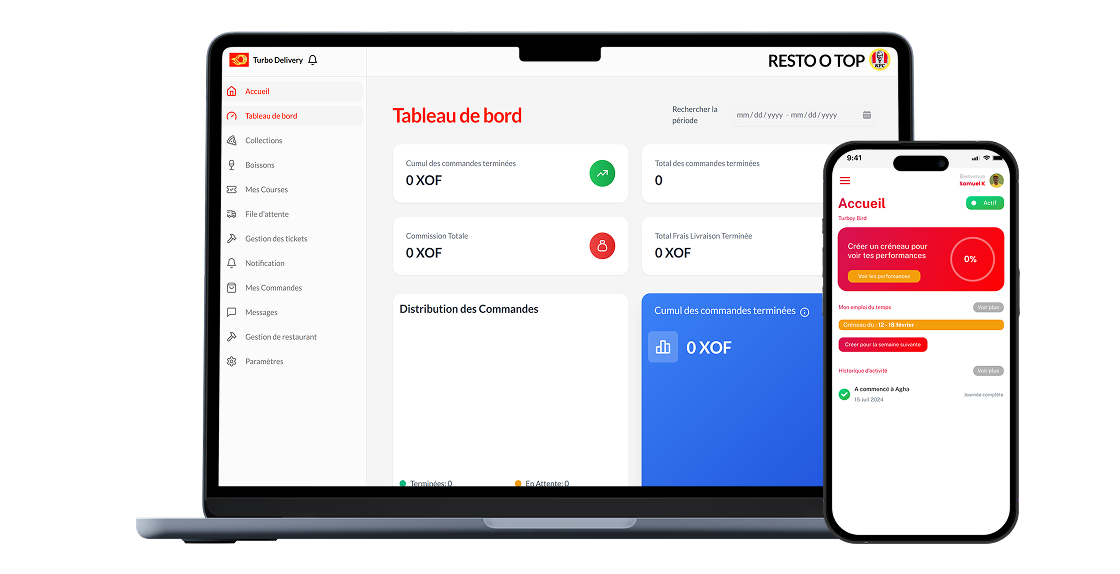 Turbo Delivery
RESTO O TOP
KFC
Accueil
Tableau de bord
Collections
Boissons
Mes Courses
File d'attente
Gestion des tickets
Notification
Mes Commandes
Messages
Gestion de restaurant
Paramètres
Tableau de bord
Rechercher la
période
mm/dd/yyyy - mm/dd/yyyy
Cumul des commandes terminées
0 XOF
Total des commandes terminées
0
Commission Totale
0 XOF
Total Frais Livraison Terminée
0 XOF
Distribution des Commandes
Terminées: 0
En Attente: 0
Cumul des commandes terminées
0 XOF
9:41
Bienvenue
Samuel K
Accueil
Actif
Turboy Bird
Créer un créneau pour
voir tes performances
0%
Voir les perfomances
Mon emploi du temps
Voir plus
Créneau du : 12 - 18 février
Créer pour la semaine suivante
Historique d'activité
Voir plus
A commencé à Agha
15 Juil 2024
Journée complète